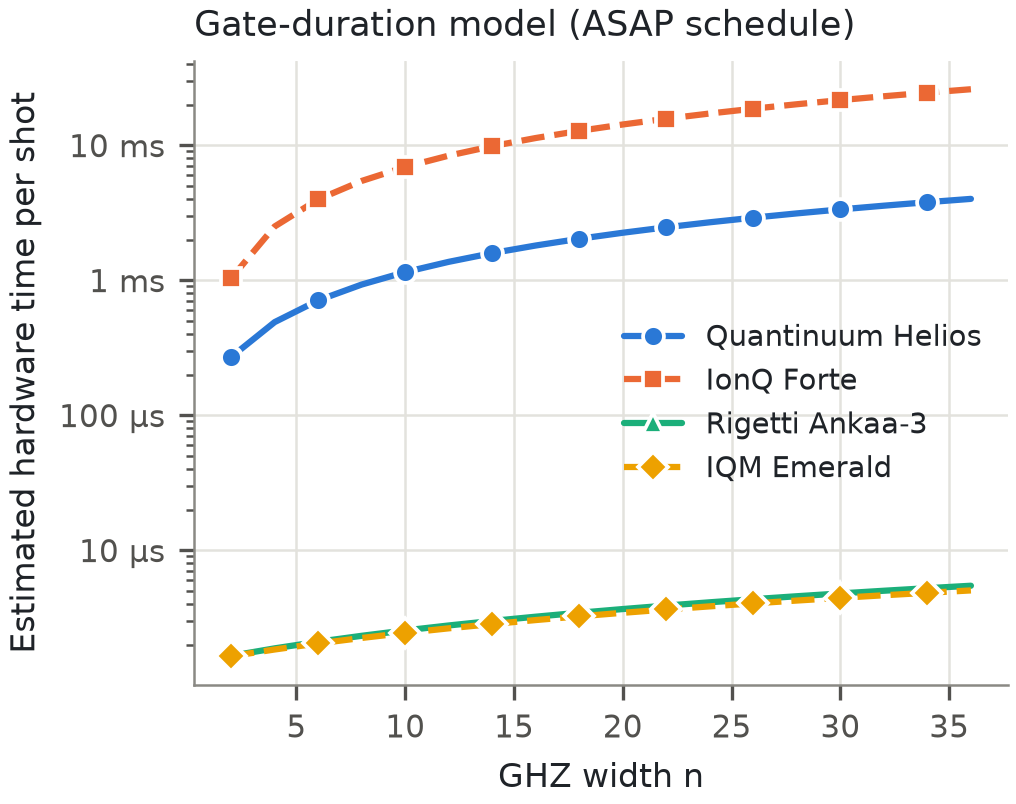 Gate-duration model (ASAP schedule)
Estimated hardware time per shot
10 ms
1 ms
100 µs
10 µs
Quantinuum Helios
IonQ Forte
Rigetti Ankaa-3
IQM Emerald
5 10 15 20 25 30 35
GHZ width n